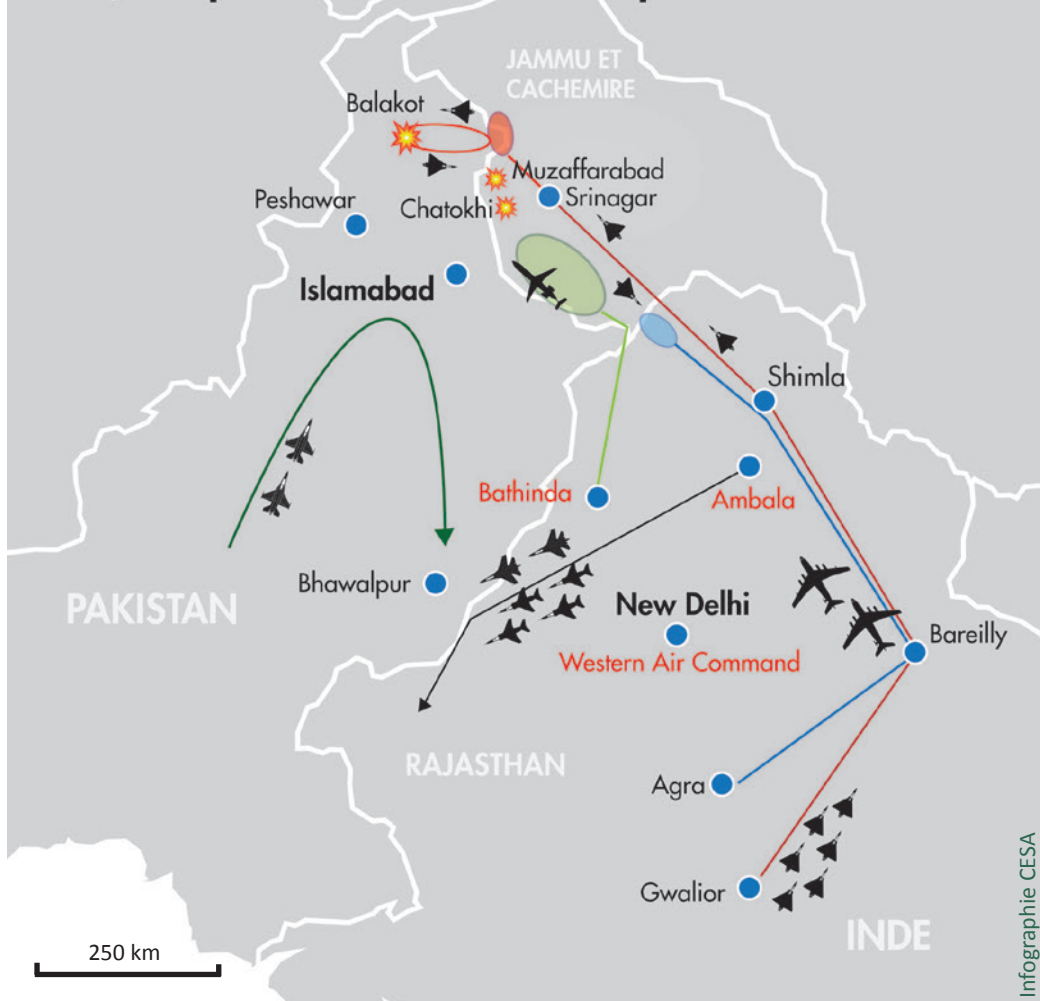 JAMMU ET
CACHEMIRE
Balakot
Muzaffarabad
Peshawar
Srinagar
Chatokhi
Islamabad
Shimla
Bathinda
Ambala
Bhawalpur
New Delhi
PAKISTAN
Bareilly
Western Air Command
RAJASTHAN
Agra
Gwalior
INDE
250 km
Infographie CESA